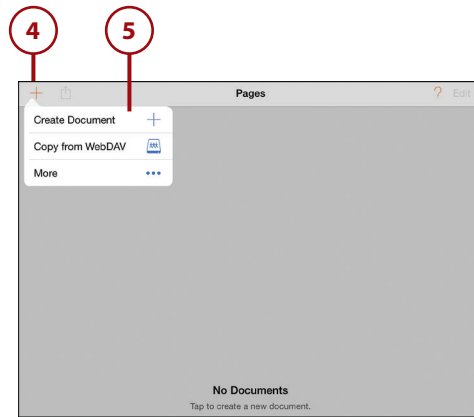 4 5
+ Pages ? Edit
Create Document +
Copy from WebDAV
More •••
No Documents
Tap to create a new document.